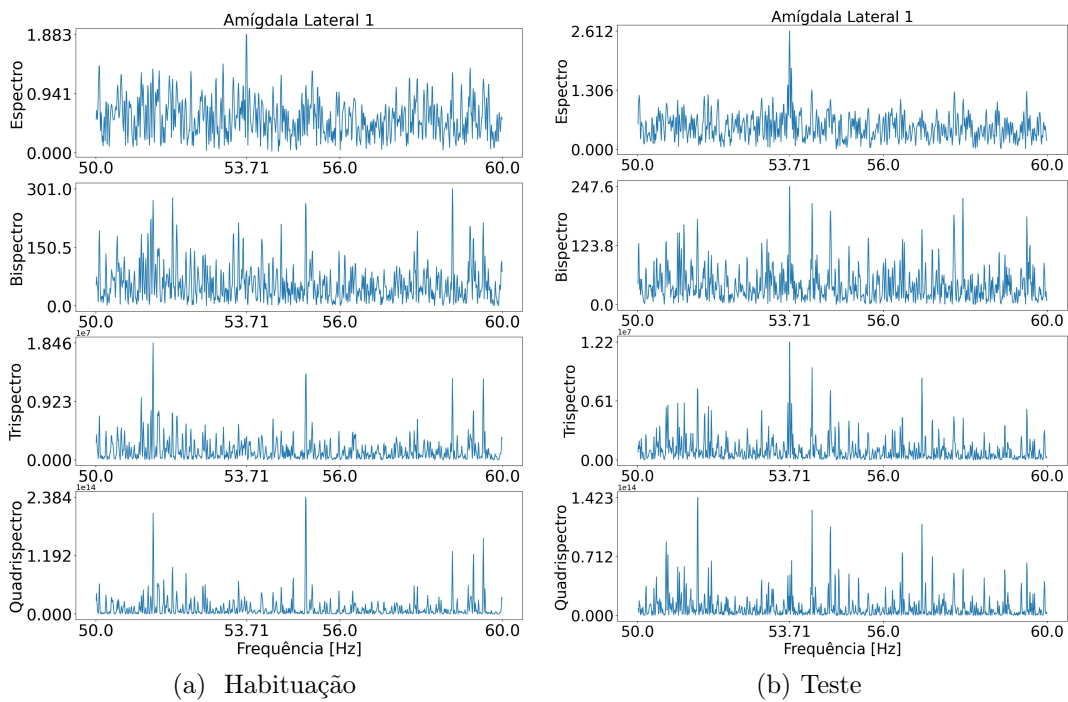 Amígdala Lateral 1
Espectro
1.883
0.941
0.000
50.0 53.71 56.0 60.0
Bispectro
301.0
150.5
0.0
50.0 53.71 56.0 60.0
1e7
Trispectro
1.846
0.923
0.000
50.0 53.71 56.0 60.0
1e14
Quadrispectro
2.384
1.192
0.000
50.0 53.71 56.0 60.0
Frequência [Hz]
(a) Habituação
Amígdala Lateral 1
Espectro
2.612
1.306
0.000
50.0 53.71 56.0 60.0
Bispectro
247.6
123.8
0.0
50.0 53.71 56.0 60.0
1e7
Trispectro
1.22
0.61
0.00
50.0 53.71 56.0 60.0
1e14
Quadrispectro
1.423
0.712
0.000
50.0 53.71 56.0 60.0
Frequência [Hz]
(b) Teste